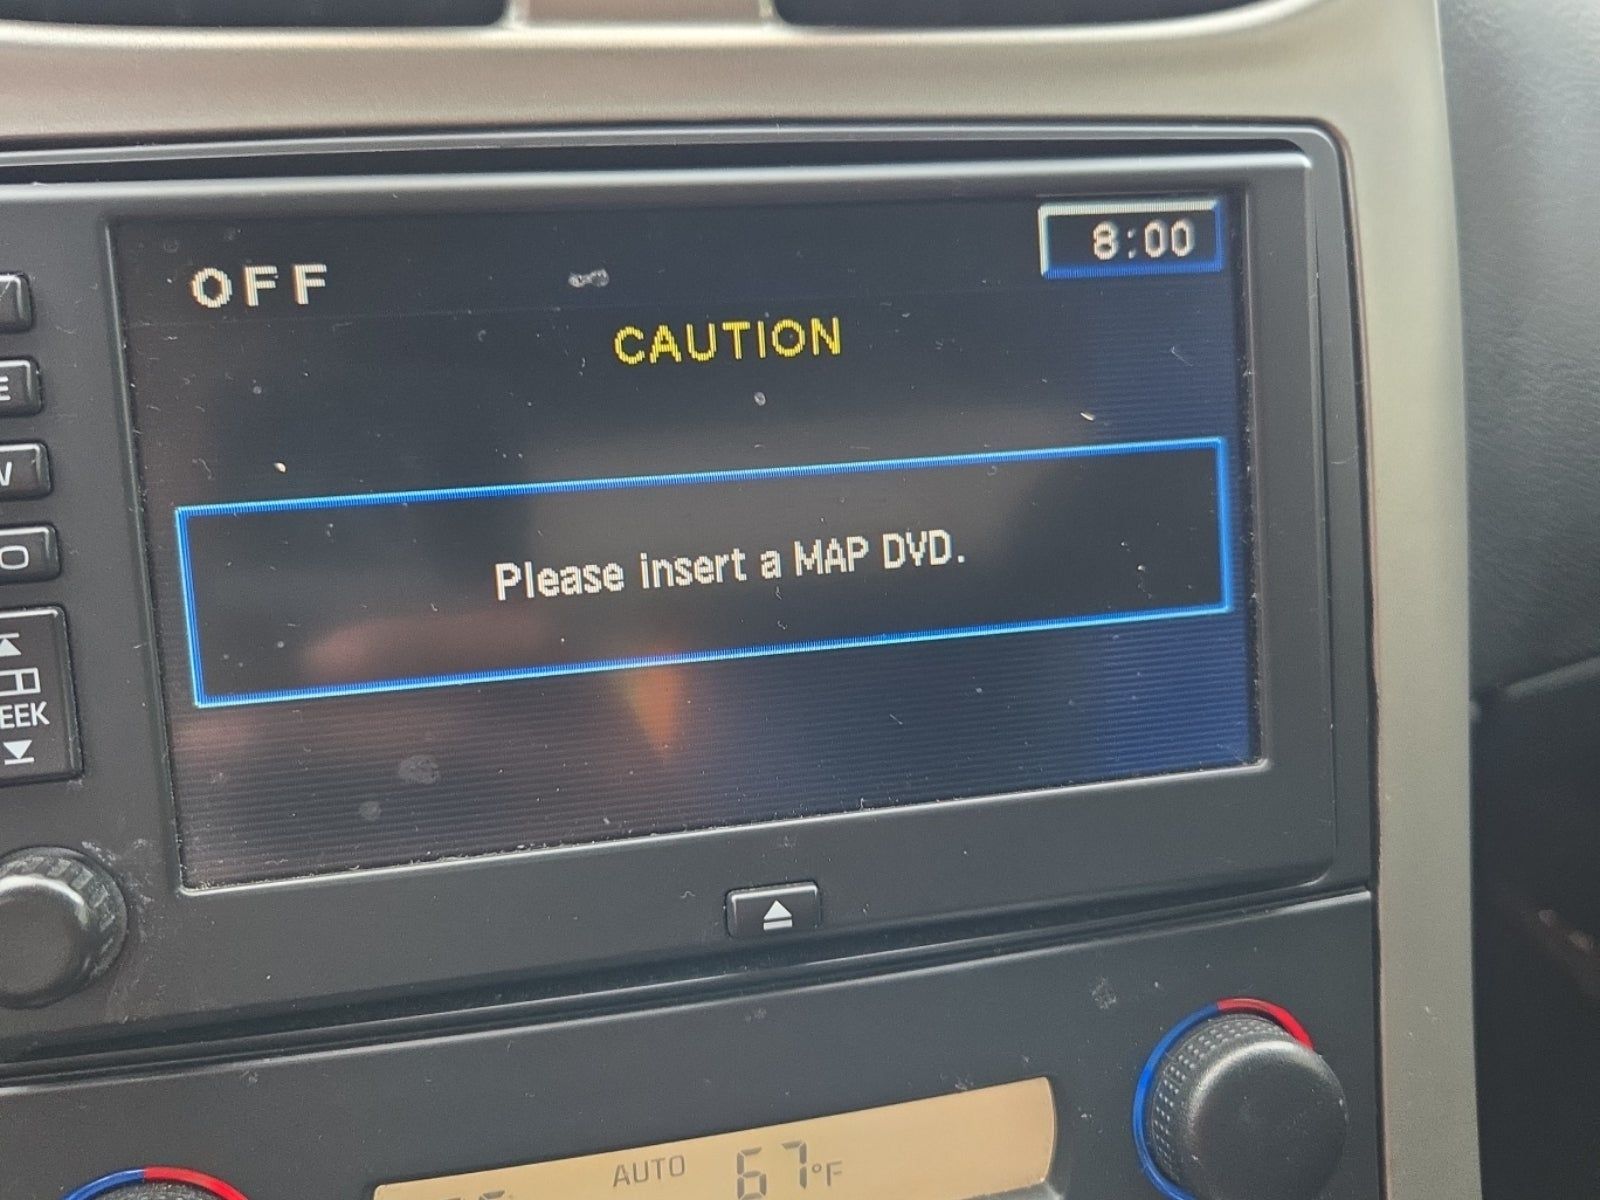 OFF
8:00
CAUTION
Please insert a MAP DVD.
EEK
AUTO 67°F